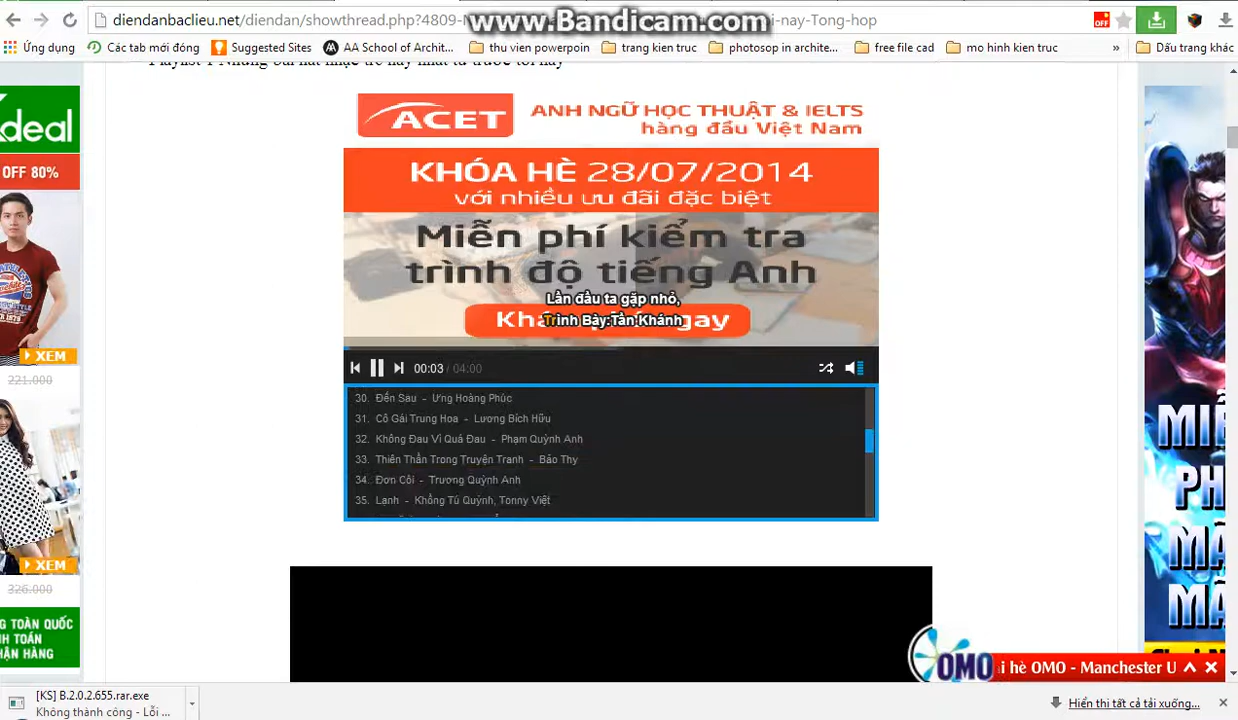 diendanbaclieu.net/diendan/showthread.php?4809-
www.Bandicam.com
i-nay-Tong-hop
OFF
Ứng dụng
Các tab mới đóng
Suggested Sites
AA School of Archit...
thu vien powerpoin
trang kien truc
photosop in archite...
free file cad
mo hinh kien truc
»
Dấu trang khác
deal
OFF 80%
XEM
221.000
XEM
326.000
G TOÀN QUỐC
NH TOÁN
HẬN HÀNG
ACET
ANH NGỮ HỌC THUẬT & IELTS
hàng đầu Việt Nam
KHÓA HÈ 28/07/2014
với nhiều ưu đãi đặc biệt
Miễn phí kiểm tra
trình độ tiếng Anh
Lần đầu ta gặp nhỏ,
Trình Bày:Tần Khánh
00:03 / 04:00
30. Đến Sau - Ưng Hoàng Phúc
31. Cô Gái Trung Hoa - Lương Bích Hữu
32. Không Đau Vì Quá Đau - Phạm Quỳnh Anh
33. Thiên Thần Trong Truyện Tranh - Bảo Thy
34. Đơn Côi - Trương Quỳnh Anh
35. Lạnh - Khổng Tú Quỳnh, Tonny Việt
OMO
i hè OMO - Manchester U
[KS] B.2.0.2.655.rar.exe
Không thành công - Lỗi ...
Hiển thị tất cả tải xuống...